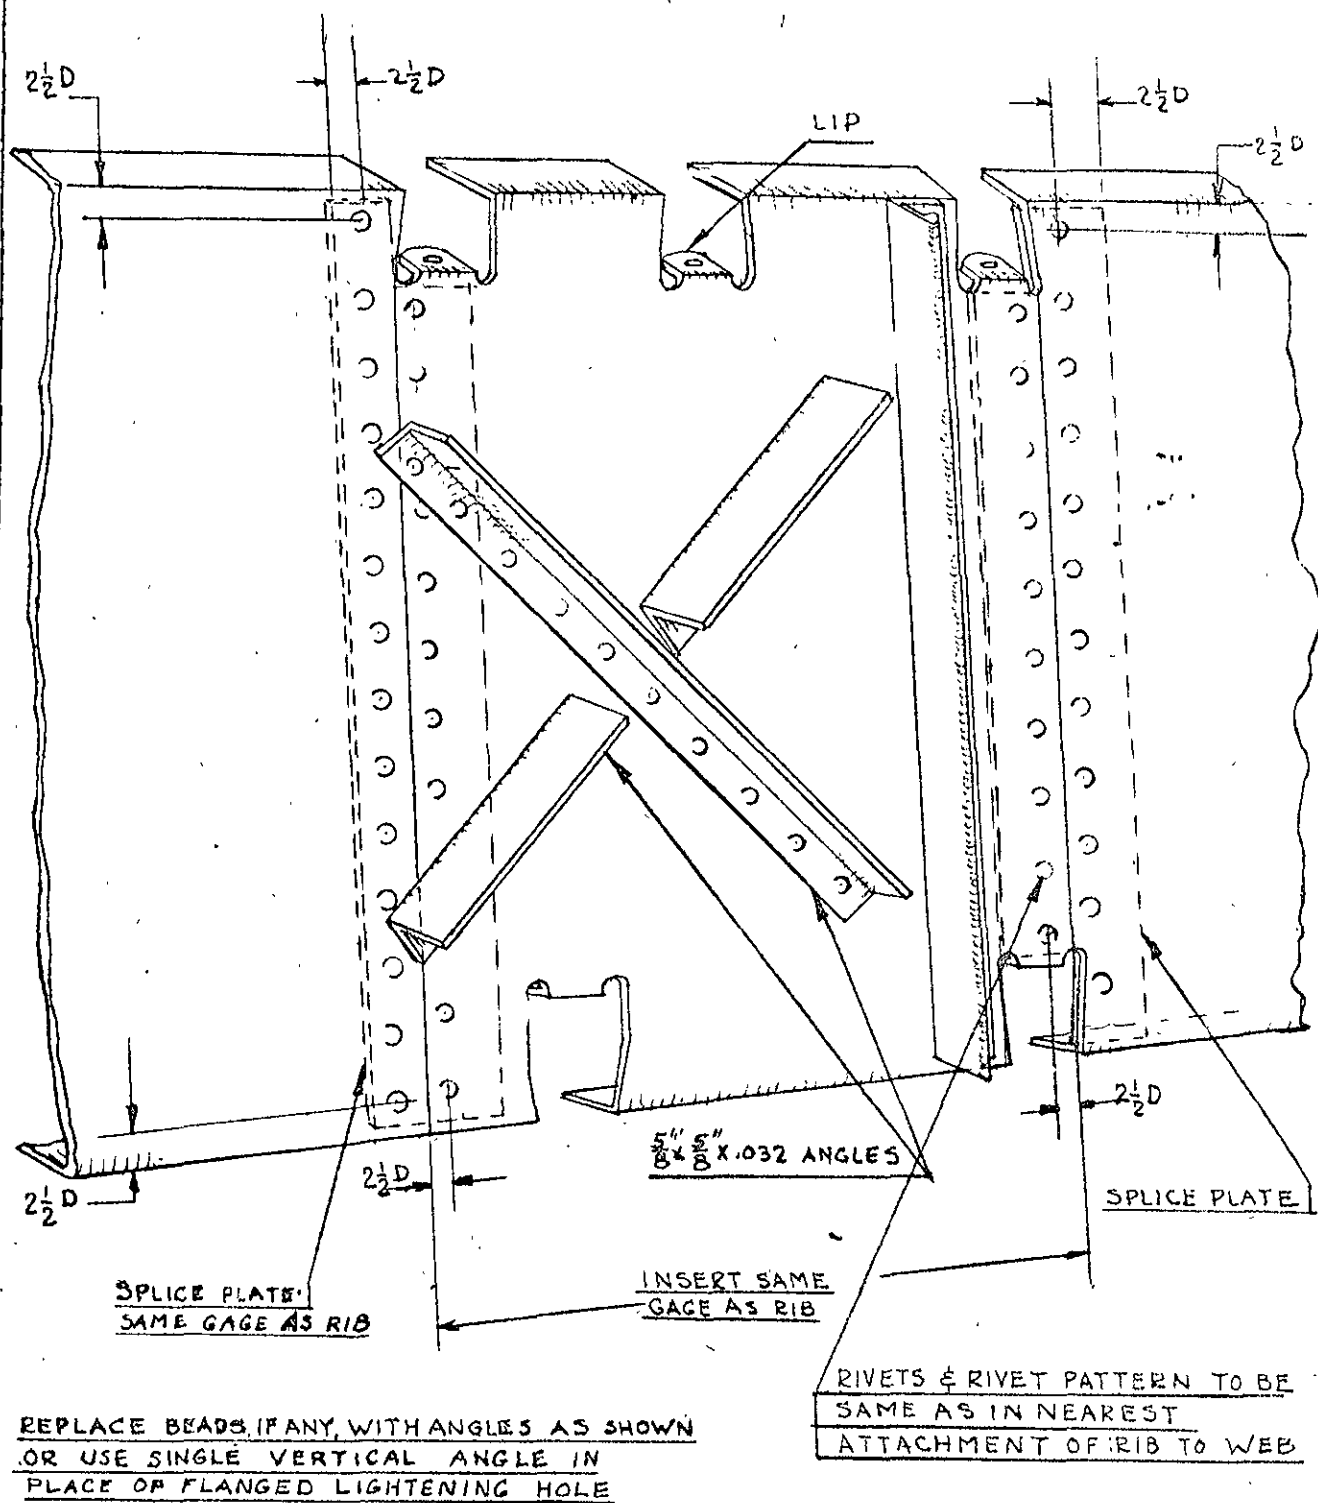 2½D
2½D
2½D
2½D
LIP
2½D
2½D
5/8" x 5/8" x .032 ANGLES
2½D
SPLICE PLATE
SPLICE PLATE
SAME GAGE AS RIB
INSERT SAME
GAGE AS RIB
RIVETS & RIVET PATTERN TO BE
SAME AS IN NEAREST
ATTACHMENT OF RIB TO WEB
REPLACE BEADS, IF ANY, WITH ANGLES AS SHOWN
OR USE SINGLE VERTICAL ANGLE IN
PLACE OF FLANGED LIGHTENING HOLE